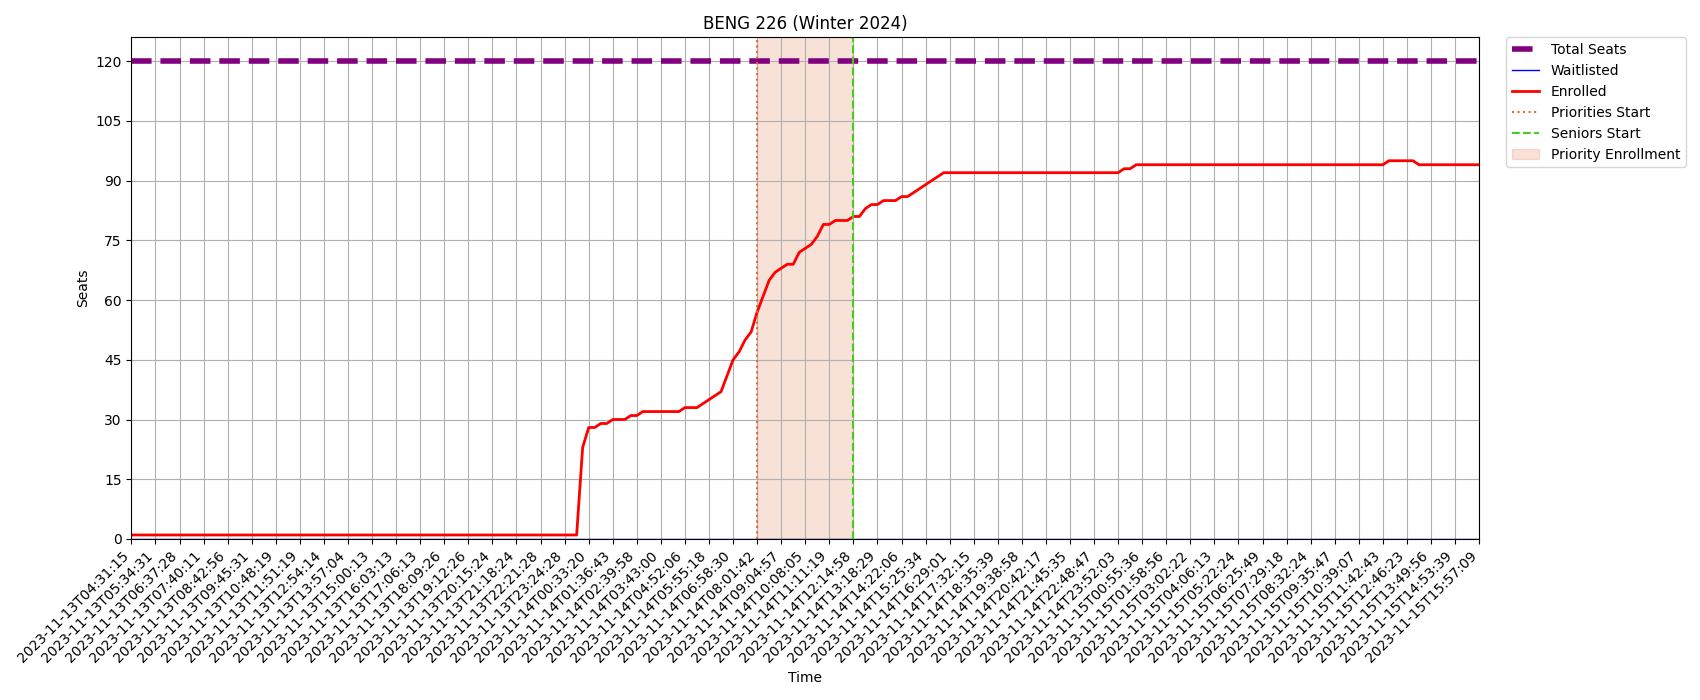 BENG 226 (Winter 2024)
Total Seats
Waitlisted
Enrolled
Priorities Start
Seniors Start
Priority Enrollment
Seats
120
105
90
75
60
45
30
15
0
2023-11-13T04:31:15
2023-11-13T05:34:31
2023-11-13T06:37:28
2023-11-13T07:40:11
2023-11-13T08:42:56
2023-11-13T09:45:31
2023-11-13T10:48:19
2023-11-13T11:51:19
2023-11-13T12:54:14
2023-11-13T13:57:04
2023-11-13T15:00:13
2023-11-13T16:03:13
2023-11-13T17:06:13
2023-11-13T18:09:26
2023-11-13T19:12:26
2023-11-13T20:15:24
2023-11-13T21:18:24
2023-11-13T22:21:28
2023-11-13T23:24:28
2023-11-14T00:33:20
2023-11-14T01:36:43
2023-11-14T02:39:58
2023-11-14T03:43:00
2023-11-14T04:52:06
2023-11-14T05:55:18
2023-11-14T06:58:30
2023-11-14T08:01:42
2023-11-14T09:04:57
2023-11-14T10:08:05
2023-11-14T11:11:19
2023-11-14T12:14:58
2023-11-14T13:18:29
2023-11-14T14:22:06
2023-11-14T15:25:34
2023-11-14T16:29:01
2023-11-14T17:32:15
2023-11-14T18:35:39
2023-11-14T19:38:58
2023-11-14T20:42:17
2023-11-14T21:45:35
2023-11-14T22:48:47
2023-11-14T23:52:03
2023-11-15T00:55:36
2023-11-15T01:58:56
2023-11-15T03:02:22
2023-11-15T04:06:13
2023-11-15T05:22:24
2023-11-15T06:25:49
2023-11-15T07:29:18
2023-11-15T08:32:24
2023-11-15T09:35:47
2023-11-15T10:39:07
2023-11-15T11:42:43
2023-11-15T12:46:23
2023-11-15T13:49:56
2023-11-15T14:53:39
2023-11-15T15:57:09
Time